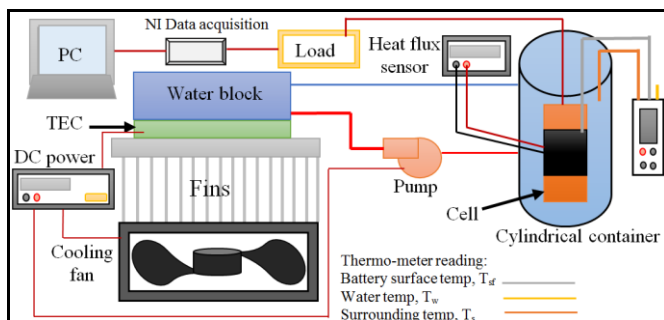 NI Data acquisition
PC
Load
Heat flux
sensor
Water block
TEC
DC power
Fins
Pump
Cell
Cylindrical container
Cooling
fan
Thermo-meter reading:
Battery surface temp, Tsf
Water temp, Tw
Surrounding temp, Ts